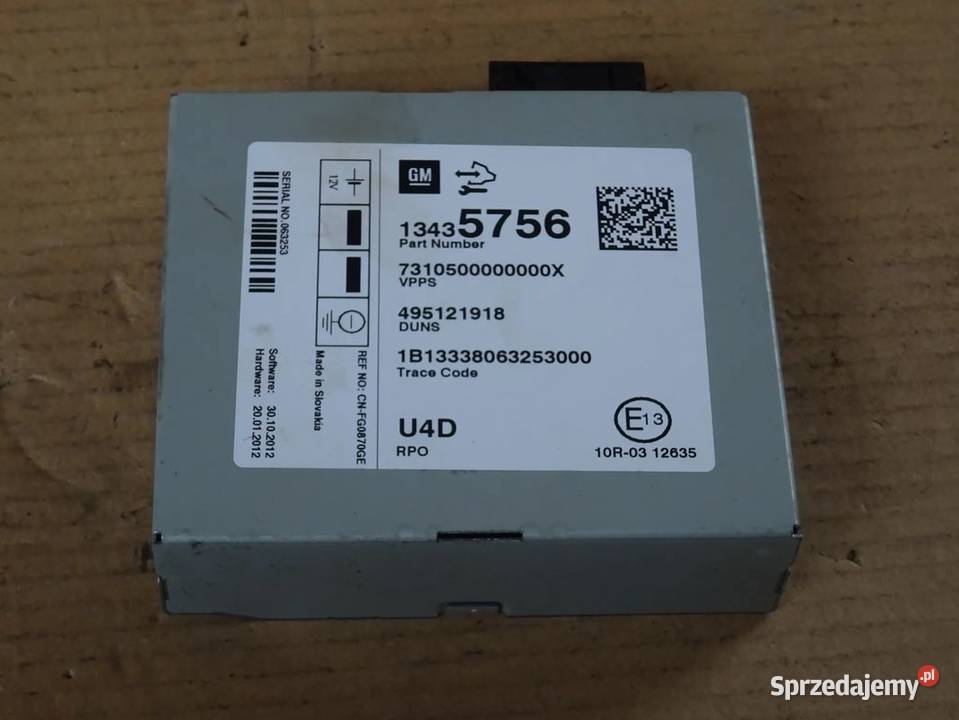 GM
13435756
Part Number
7310500000000X
VPPS
495121918
DUNS
1B13338063253000
Trace Code
U4D
RPO
E13
10R-03 12635
12V
SERIAL NO.063253
REF NO: CN-FG0870GE
Made in Slovakia
Software: 30.10.2012
Hardware: 20.01.2012
Sprzedajemy.pl